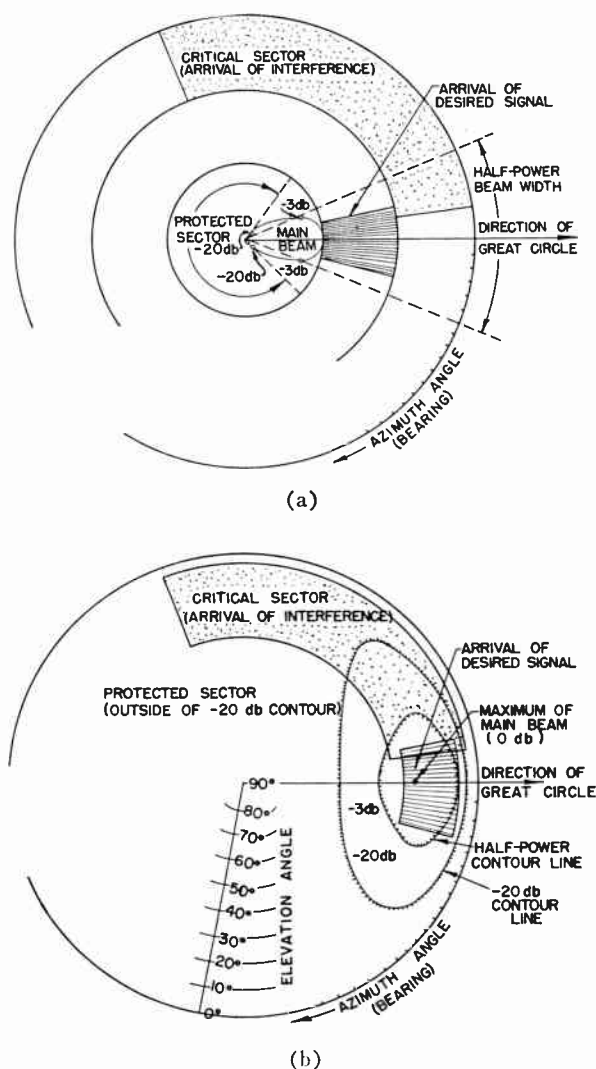 CRITICAL SECTOR
(ARRIVAL OF INTERFERENCE)
ARRIVAL OF
DESIRED SIGNAL
HALF-POWER
BEAM WIDTH
-3db
PROTECTED
SECTOR
-20db
MAIN
BEAM
DIRECTION OF
GREAT CIRCLE
-20db
-3db
AZIMUTH ANGLE
(BEARING)
(a)
CRITICAL SECTOR
(ARRIVAL OF INTERFERENCE)
ARRIVAL OF
DESIRED SIGNAL
PROTECTED SECTOR
(OUTSIDE OF -20 db CONTOUR)
MAXIMUM OF
MAIN BEAM
(0 db)
DIRECTION OF
GREAT CIRCLE
90°
80°
70°
60°
50°
40°
30°
20°
10°
0°
ELEVATION ANGLE
-3db
-20db
HALF-POWER
CONTOUR LINE
-20 db
CONTOUR
LINE
AZIMUTH ANGLE
(BEARING)
(b)